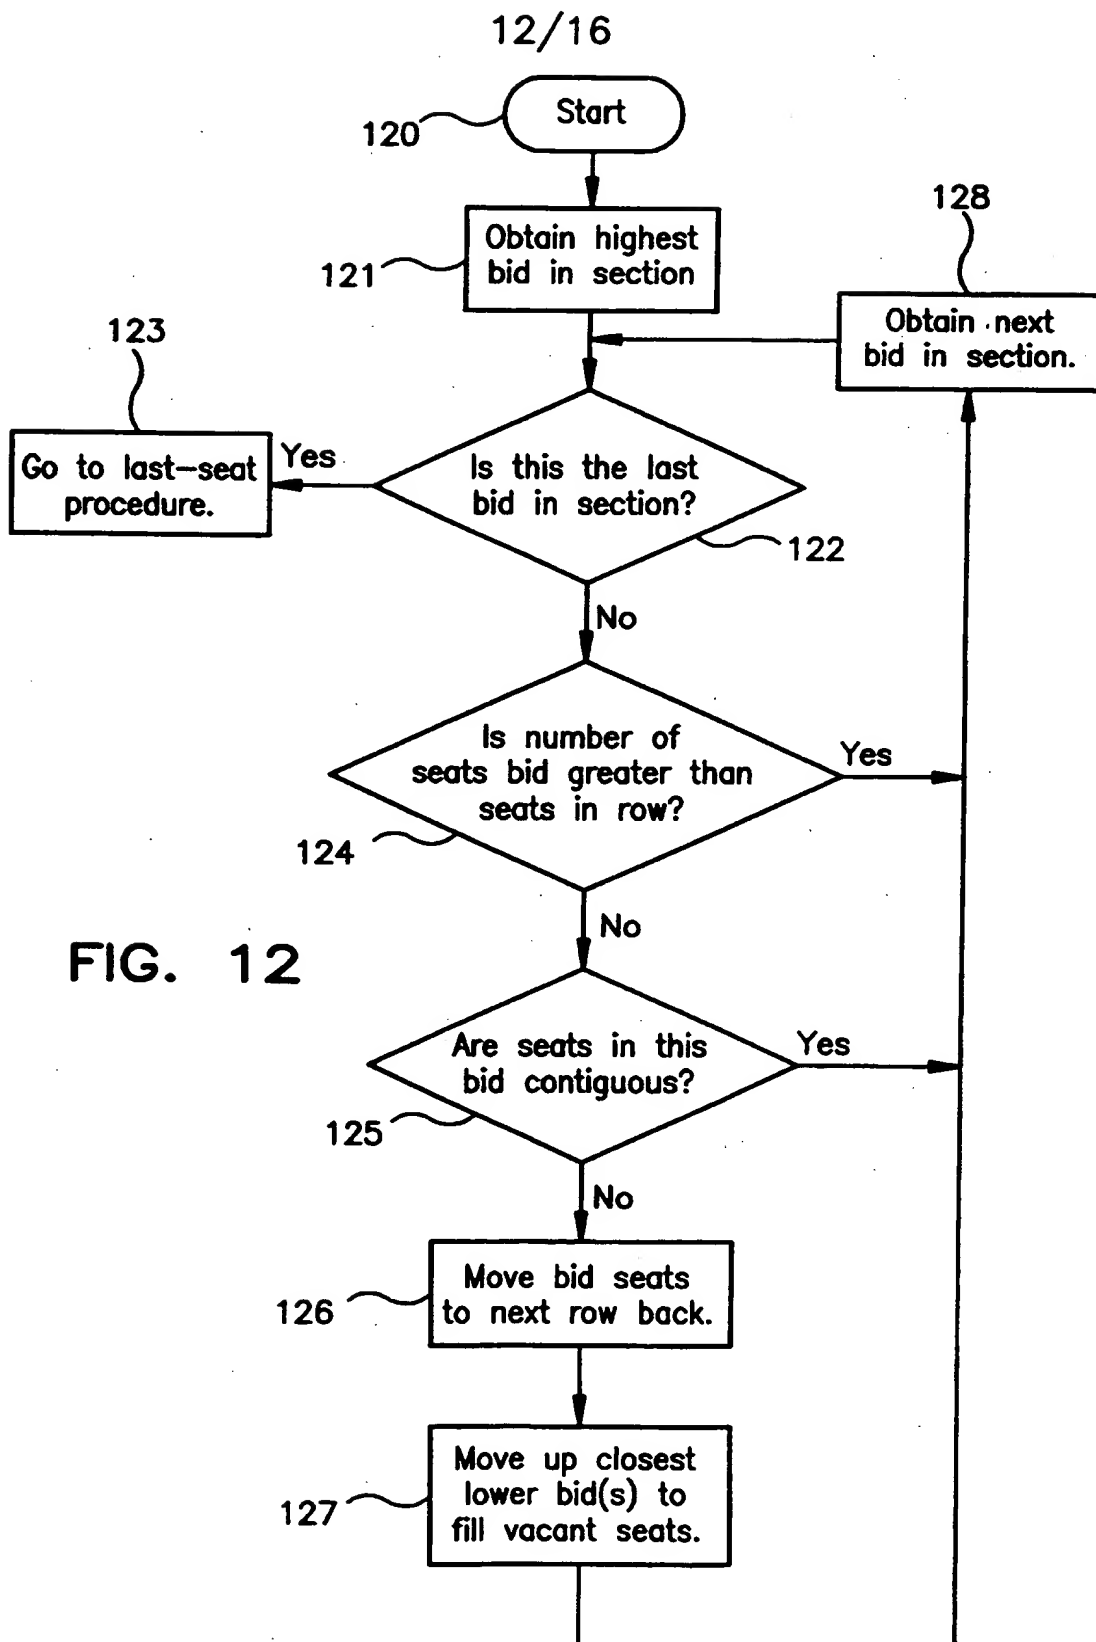 12/16
Start
120
128
Obtain highest
bid in section
121
Obtain next
bid in section.
123
Go to last-seat
procedure.
Yes
Is this the last
bid in section?
122
No
Is number of
seats bid greater than
seats in row?
Yes
124
No
FIG. 12
Are seats in this
bid contiguous?
Yes
125
No
Move bid seats
to next row back.
126
Move up closest
lower bid(s) to
fill vacant seats.
127